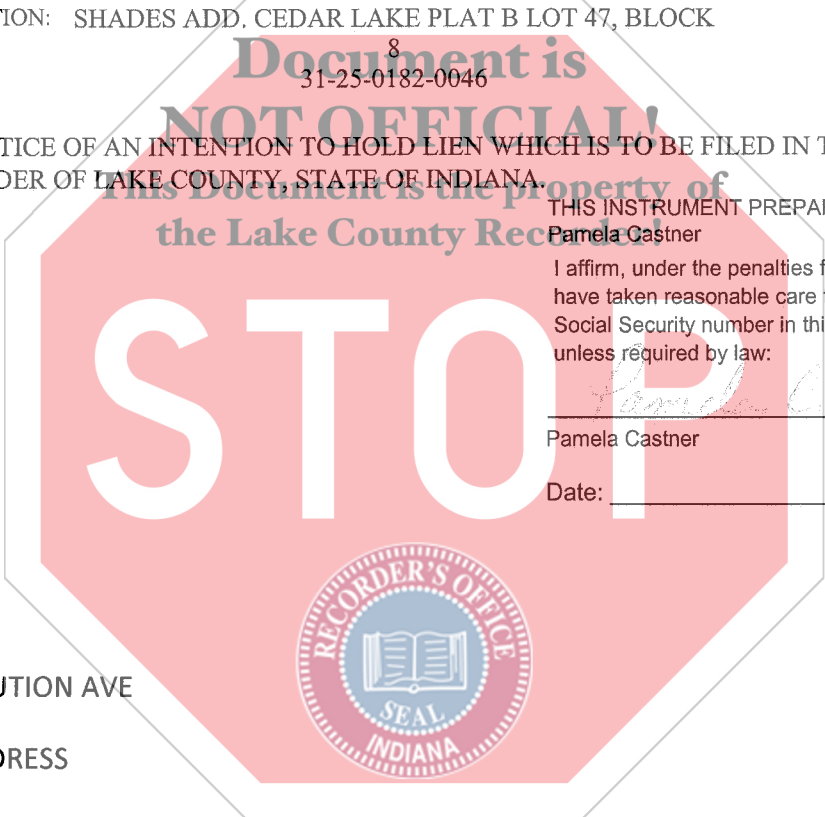 TION: SHADES ADD. CEDAR LAKE PLAT B LOT 47, BLOCK
8
31-25-0182-0046
Document is
NOT OFFICIAL!
This Document is the property of
the Lake County Recorder!
TICE OF AN INTENTION TO HOLD LIEN WHICH IS TO BE FILED IN T
DER OF LAKE COUNTY, STATE OF INDIANA.
THIS INSTRUMENT PREPA
Pamela Castner
I affirm, under the penalties f
have taken reasonable care
Social Security number in thi
unless required by law:
Pamela C
Pamela Castner
Date:
STOP
RECORDER'S OFFICE
SEAL
INDIANA
UTION AVE
DRESS